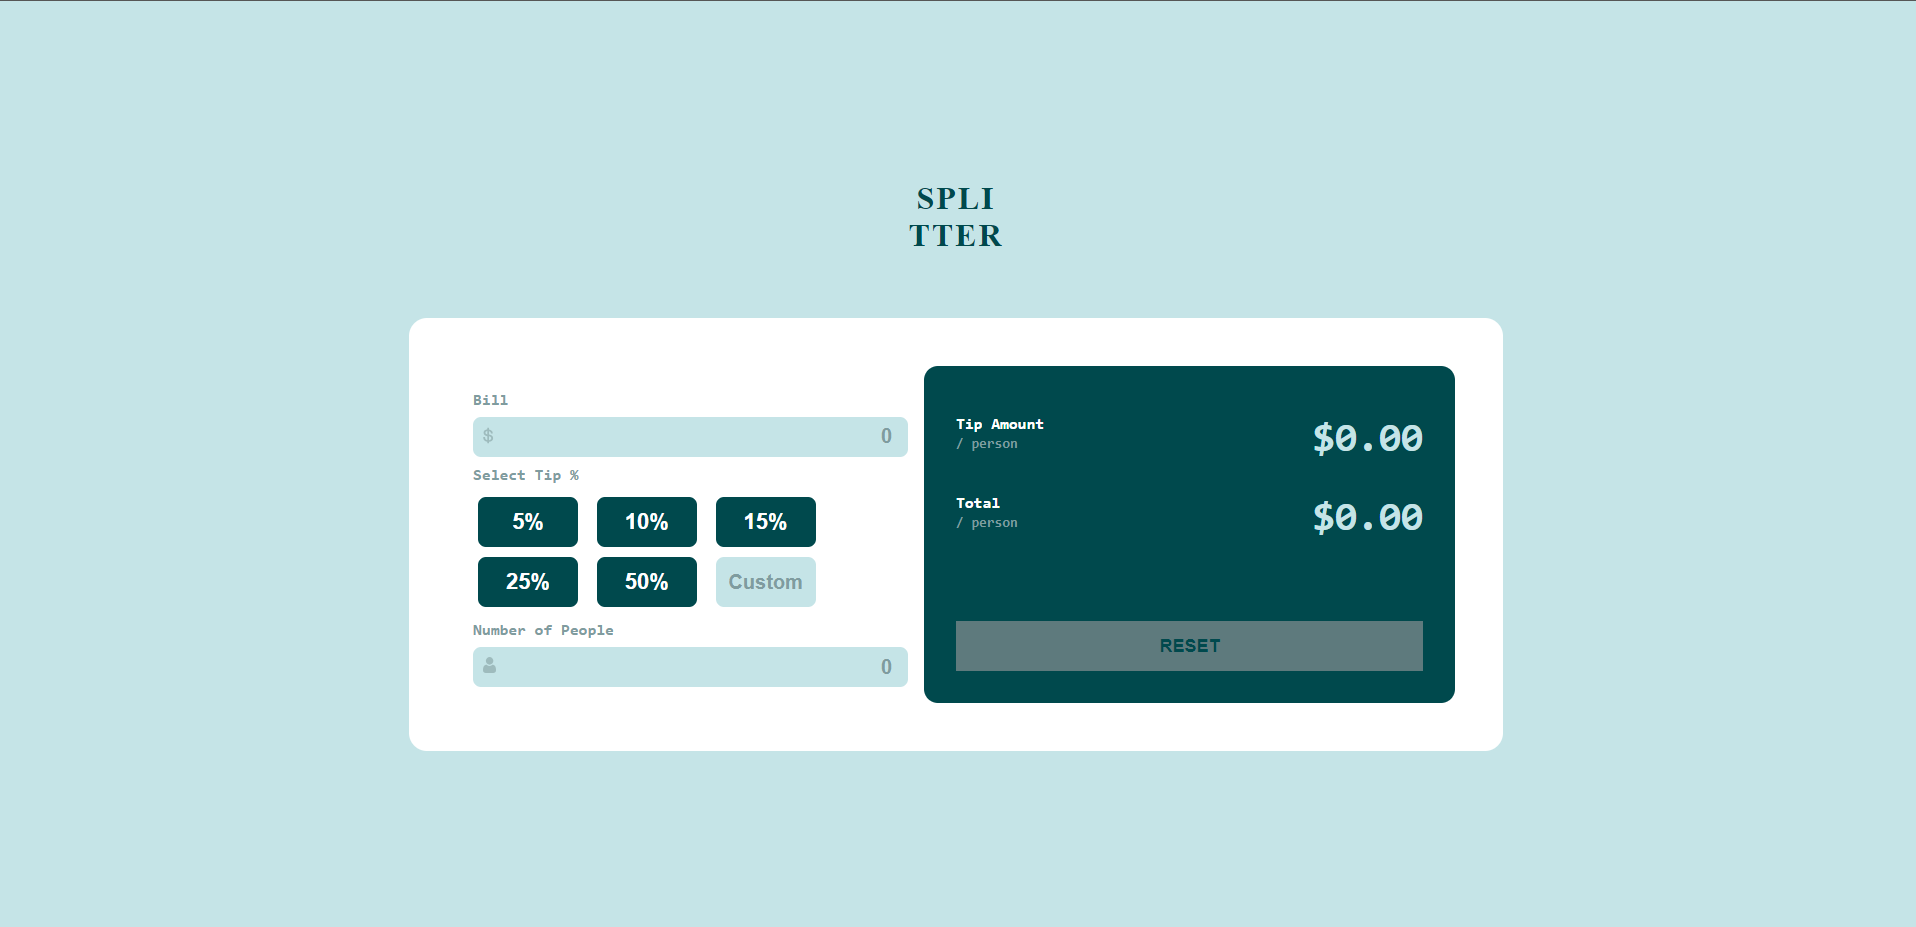 SPLI
TTER
Bill
$ 0
Select Tip %
5% 10% 15%
25% 50% Custom
Number of People
0
Tip Amount
/ person
$0.00
Total
/ person
$0.00
RESET